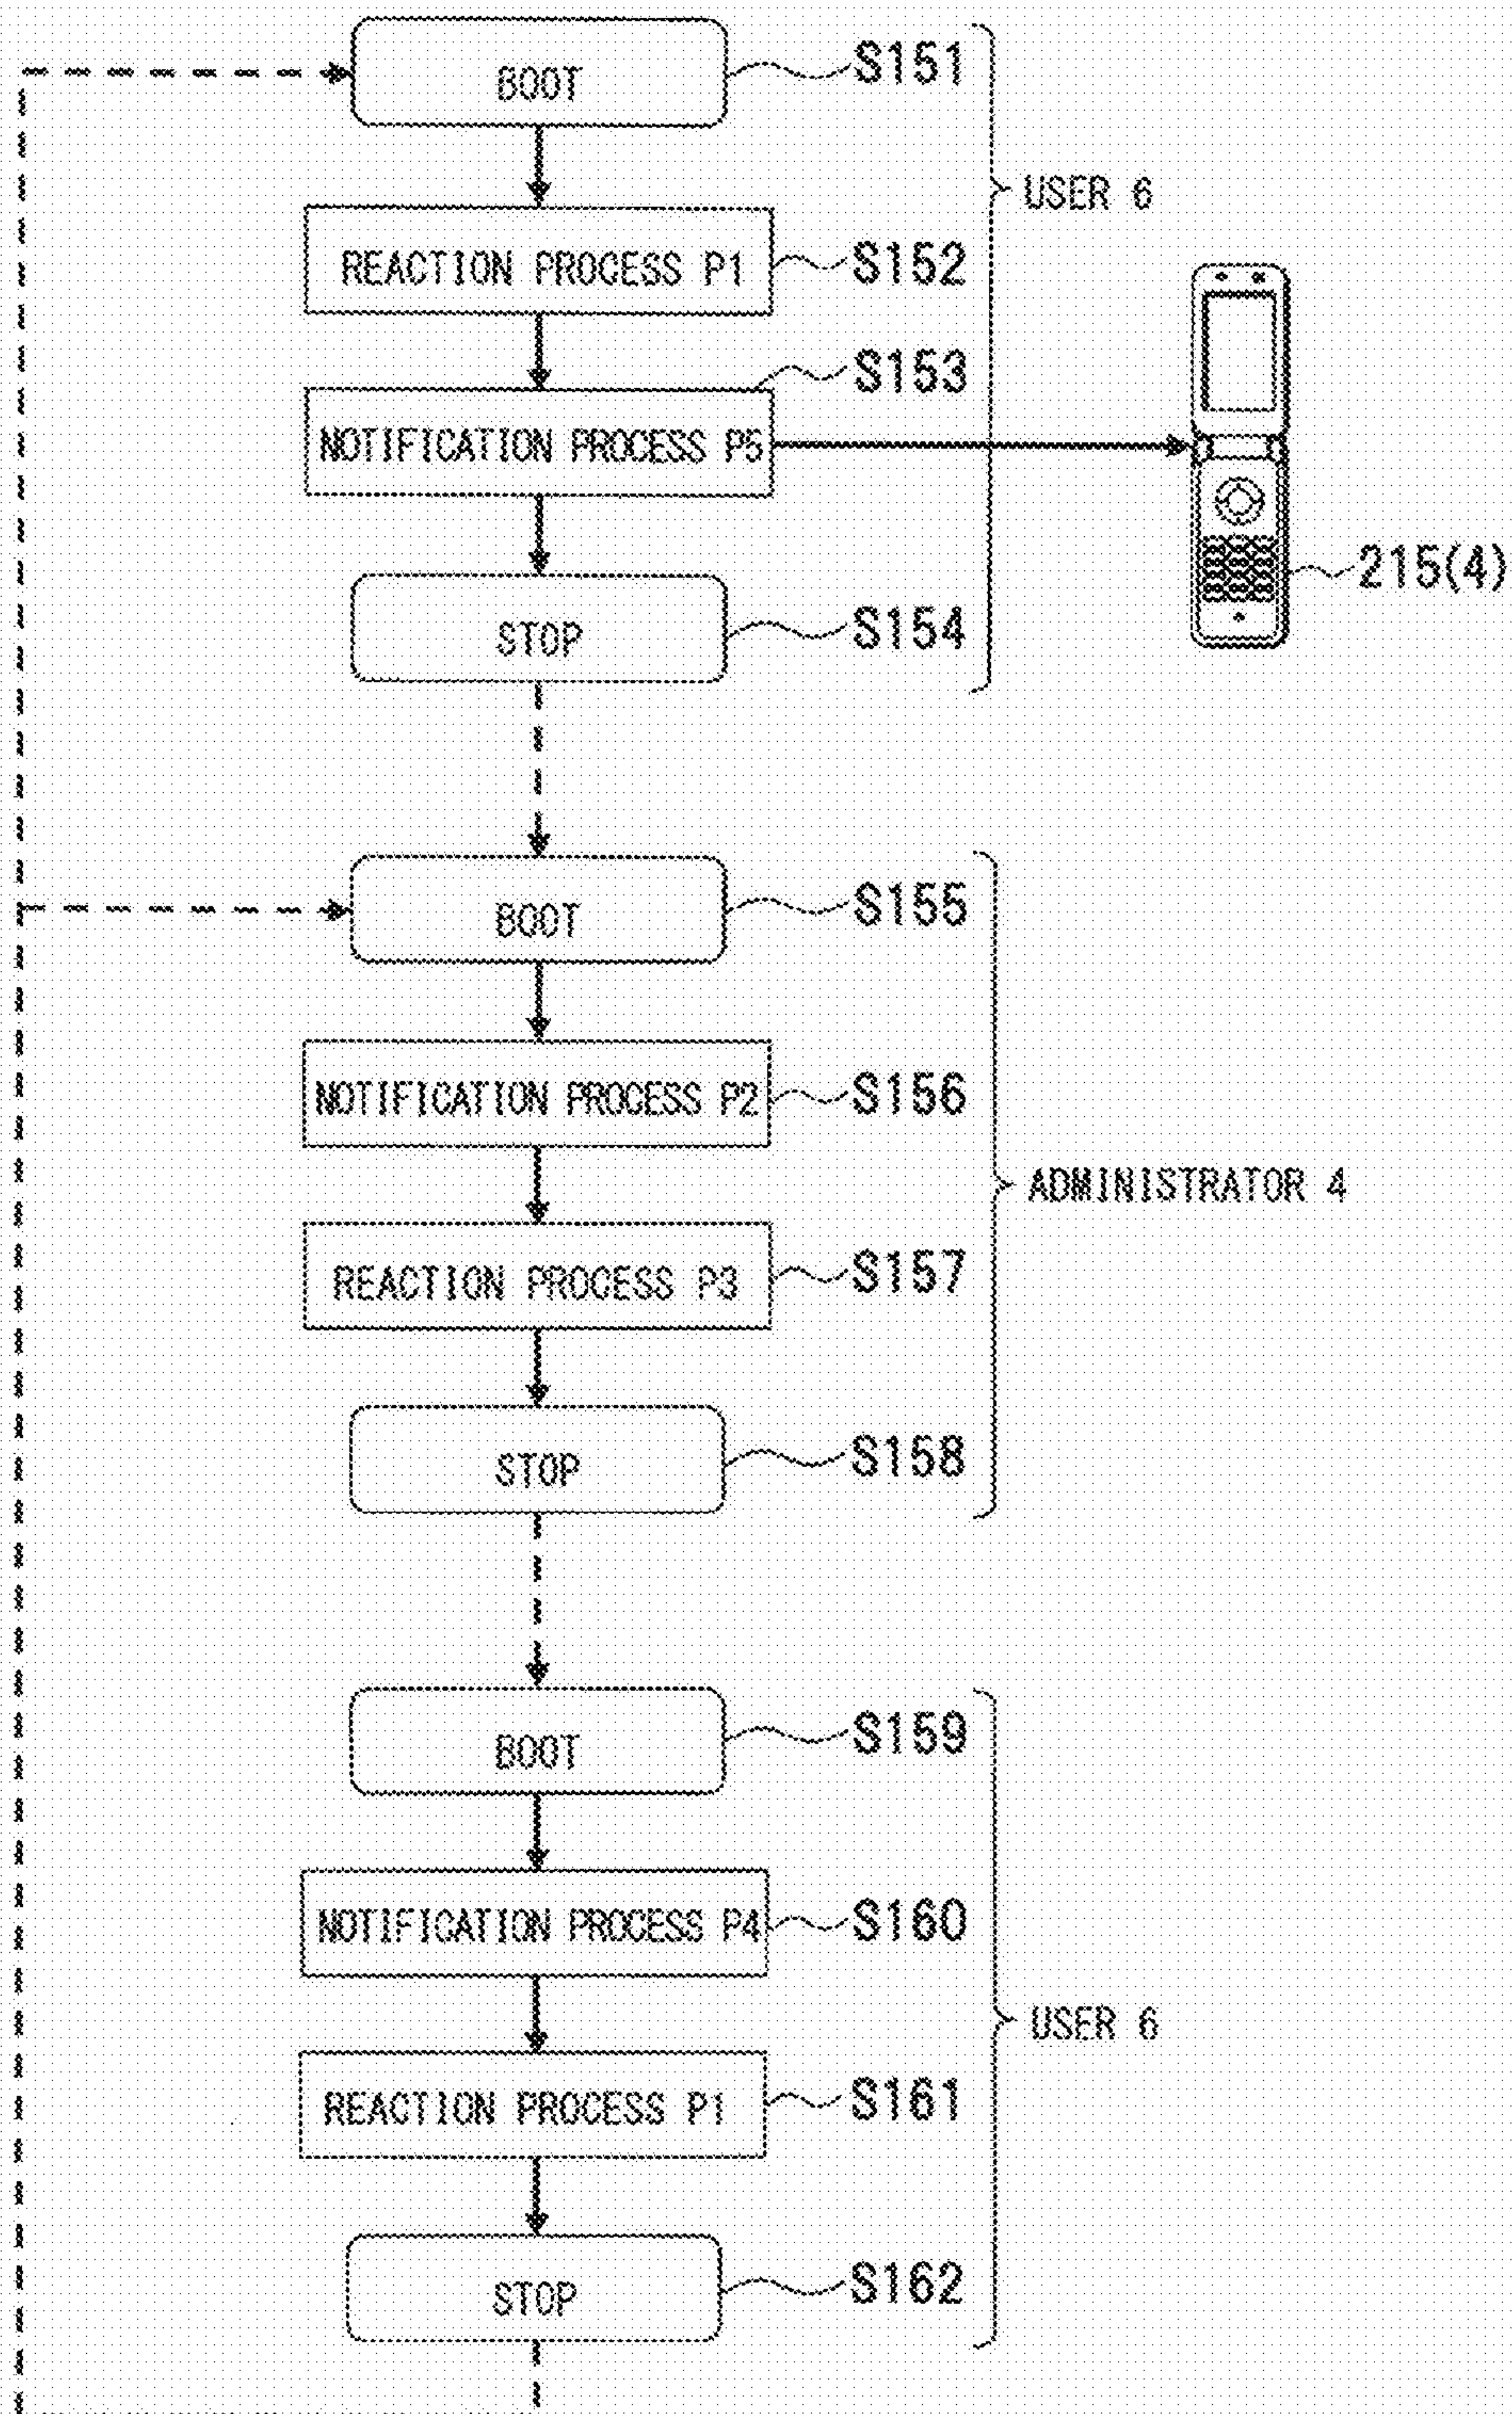 BOOT S151
USER 6
REACTION PROCESS P1 S152
S153
NOTIFICATION PROCESS P5
215(4)
STOP S154
BOOT S155
NOTIFICATION PROCESS P2 S156
ADMINISTRATOR 4
REACTION PROCESS P3 S157
STOP S158
BOOT S159
NOTIFICATION PROCESS P4 S160
USER 6
REACTION PROCESS P1 S161
STOP S162